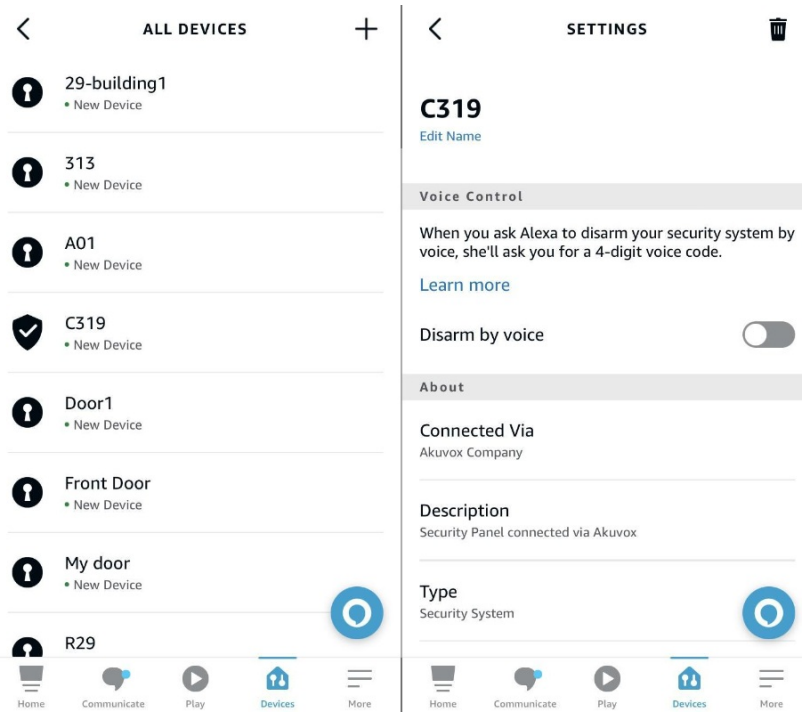 ALL DEVICES
29-building1
New Device
313
New Device
A01
New Device
C319
New Device
Door1
New Device
Front Door
New Device
My door
New Device
R29
Home
Communicate
Play
Devices
More
SETTINGS
C319
Edit Name
Voice Control
When you ask Alexa to disarm your security system by
voice, she'll ask you for a 4-digit voice code.
Learn more
Disarm by voice
About
Connected Via
Akuvox Company
Description
Security Panel connected via Akuvox
Type
Security System
Home
Communicate
Play
Devices
More